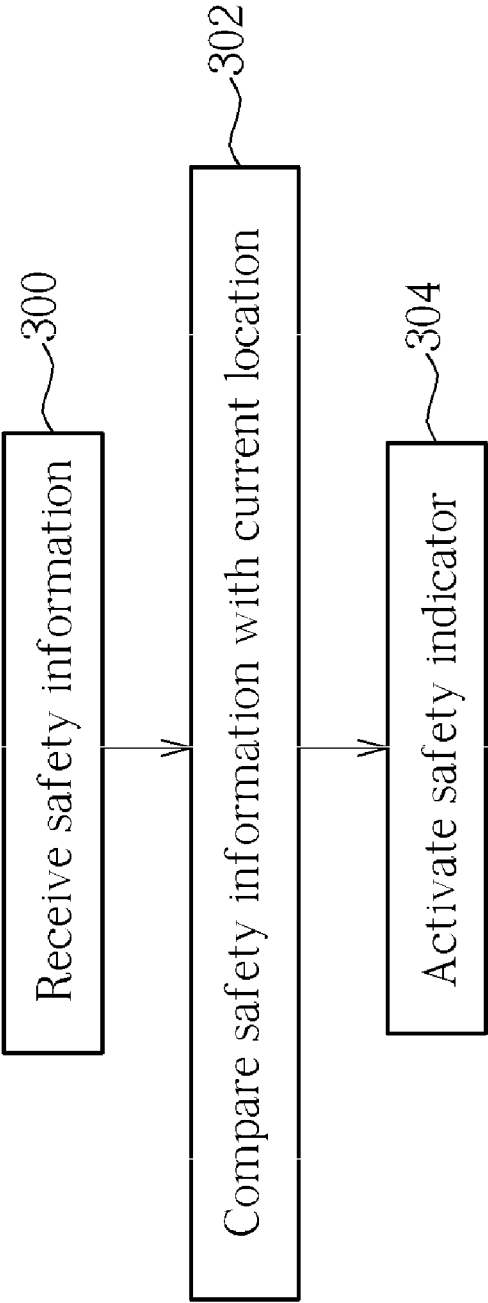 Receive safety information
300
Compare safety information with current location
302
Activate safety indicator
304